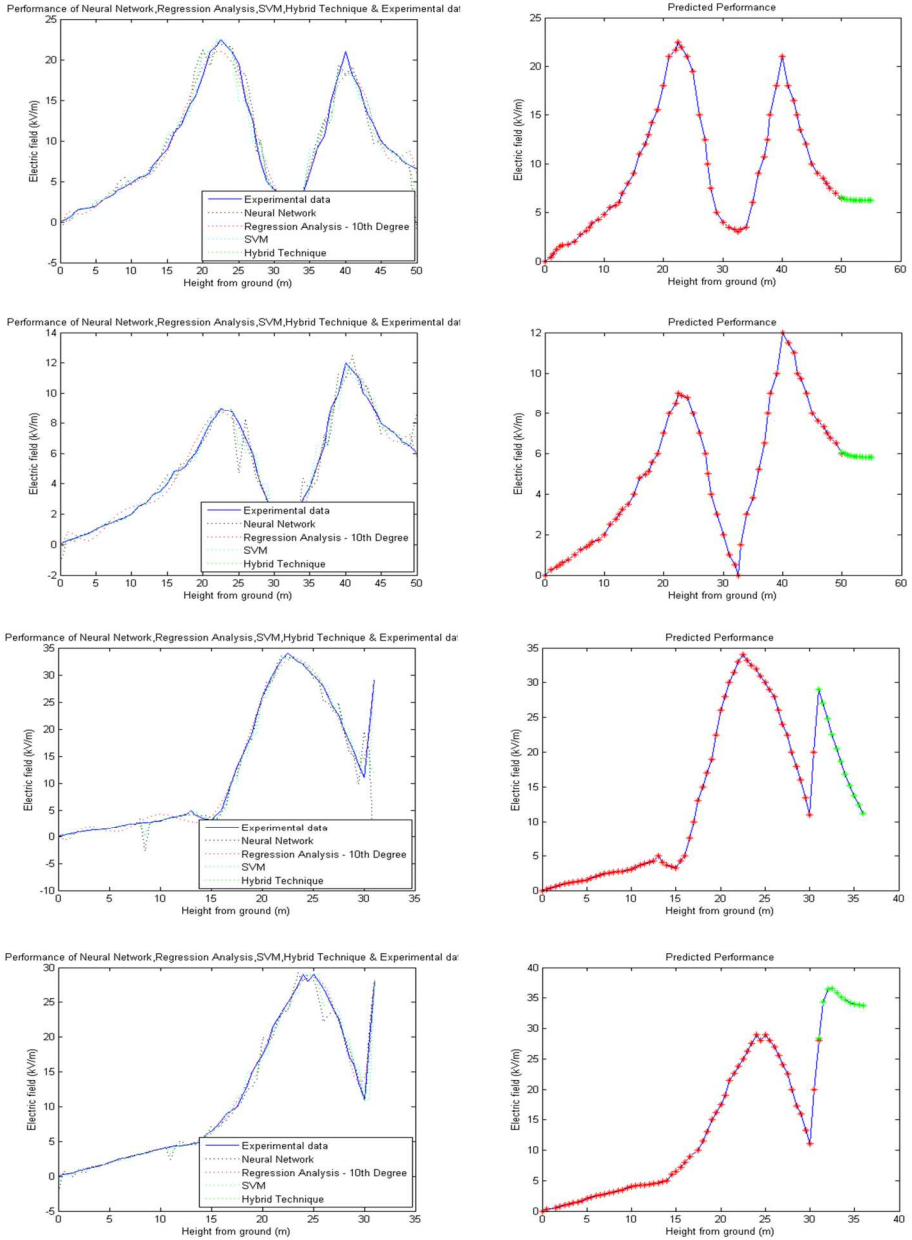 Performance of Neural Network,Regression Analysis,SVM,Hybrid Technique & Experimental dat
25
20
15
10
5
0
-5
Electric field (kV/m)
Experimental data
Neural Network
Regression Analysis - 10th Degree
SVM
Hybrid Technique
0 5 10 15 20 25 30 35 40 45 50
Height from ground (m)
Predicted Performance
25
20
15
10
5
0
Electric field (kV/m)
0 10 20 30 40 50 60
Height from ground (m)
Performance of Neural Network,Regression Analysis,SVM,Hybrid Technique & Experimental dat
14
12
10
8
6
4
2
0
-2
Electric field (kV/m)
Experimental data
Neural Network
Regression Analysis - 10th Degree
SVM
Hybrid Technique
0 5 10 15 20 25 30 35 40 45 50
Height from ground (m)
Predicted Performance
12
10
8
6
4
2
0
Electric field (kV/m)
0 10 20 30 40 50 60
Height from ground (m)
Performance of Neural Network,Regression Analysis,SVM,Hybrid Technique & Experimental dat
35
30
25
20
15
10
5
0
-5
-10
Electric field (kV/m)
Experimental data
Neural Network
Regression Analysis - 10th Degree
SVM
Hybrid Technique
0 5 10 15 20 25 30 35
Height from ground (m)
Predicted Performance
35
30
25
20
15
10
5
0
Electric field (kV/m)
0 5 10 15 20 25 30 35 40
Height from ground (m)
Performance of Neural Network,Regression Analysis,SVM,Hybrid Technique & Experimental dat
30
25
20
15
10
5
0
-5
Electric field (kV/m)
Experimental data
Neural Network
Regression Analysis - 10th Degree
SVM
Hybrid Technique
0 5 10 15 20 25 30 35
Height from ground (m)
Predicted Performance
40
35
30
25
20
15
10
5
0
Electric field (kV/m)
0 5 10 15 20 25 30 35 40
Height from ground (m)